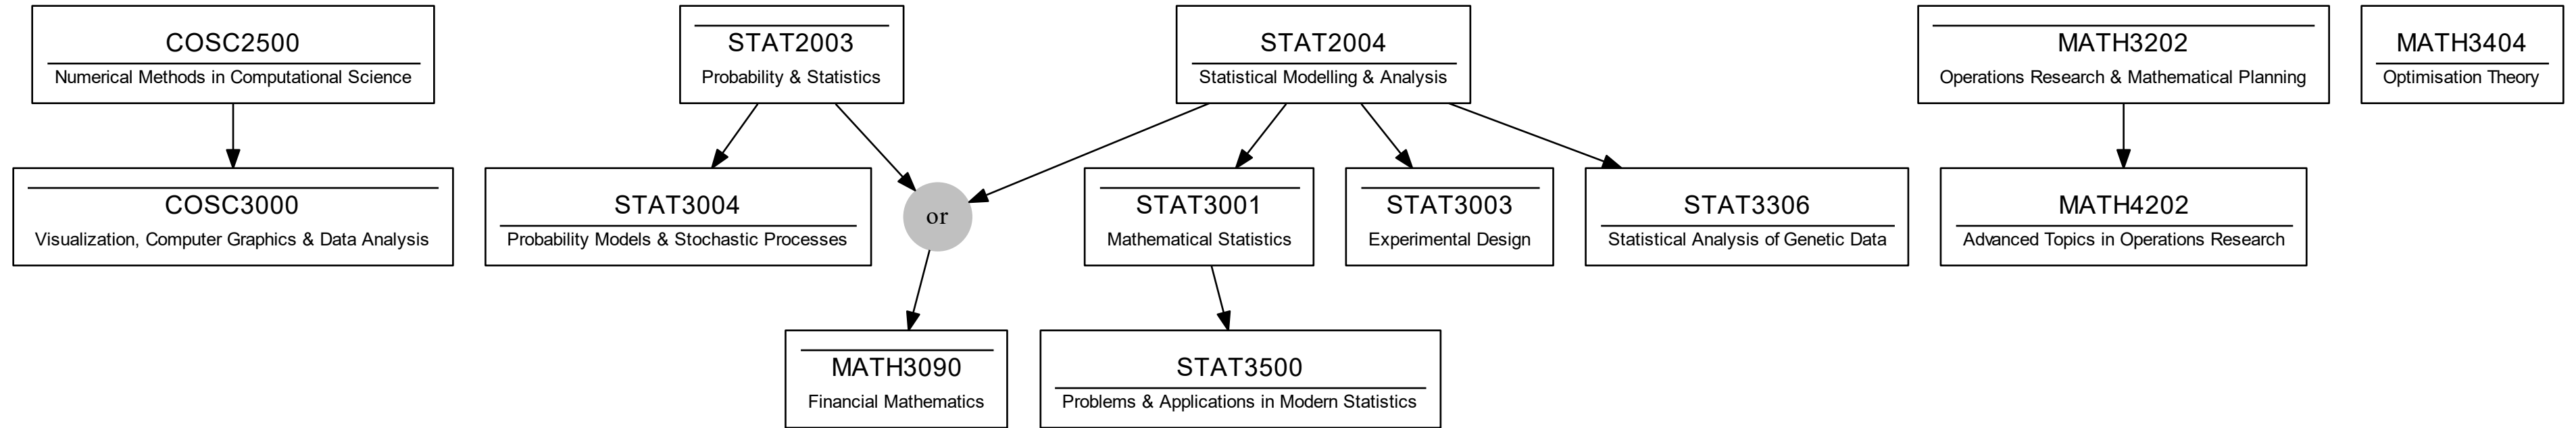 COSC2500
Numerical Methods in Computational Science
STAT2003
Probability & Statistics
STAT2004
Statistical Modelling & Analysis
MATH3202
Operations Research & Mathematical Planning
MATH3404
Optimisation Theory
COSC3000
Visualization, Computer Graphics & Data Analysis
STAT3004
Probability Models & Stochastic Processes
or
STAT3001
Mathematical Statistics
STAT3003
Experimental Design
STAT3306
Statistical Analysis of Genetic Data
MATH4202
Advanced Topics in Operations Research
MATH3090
Financial Mathematics
STAT3500
Problems & Applications in Modern Statistics